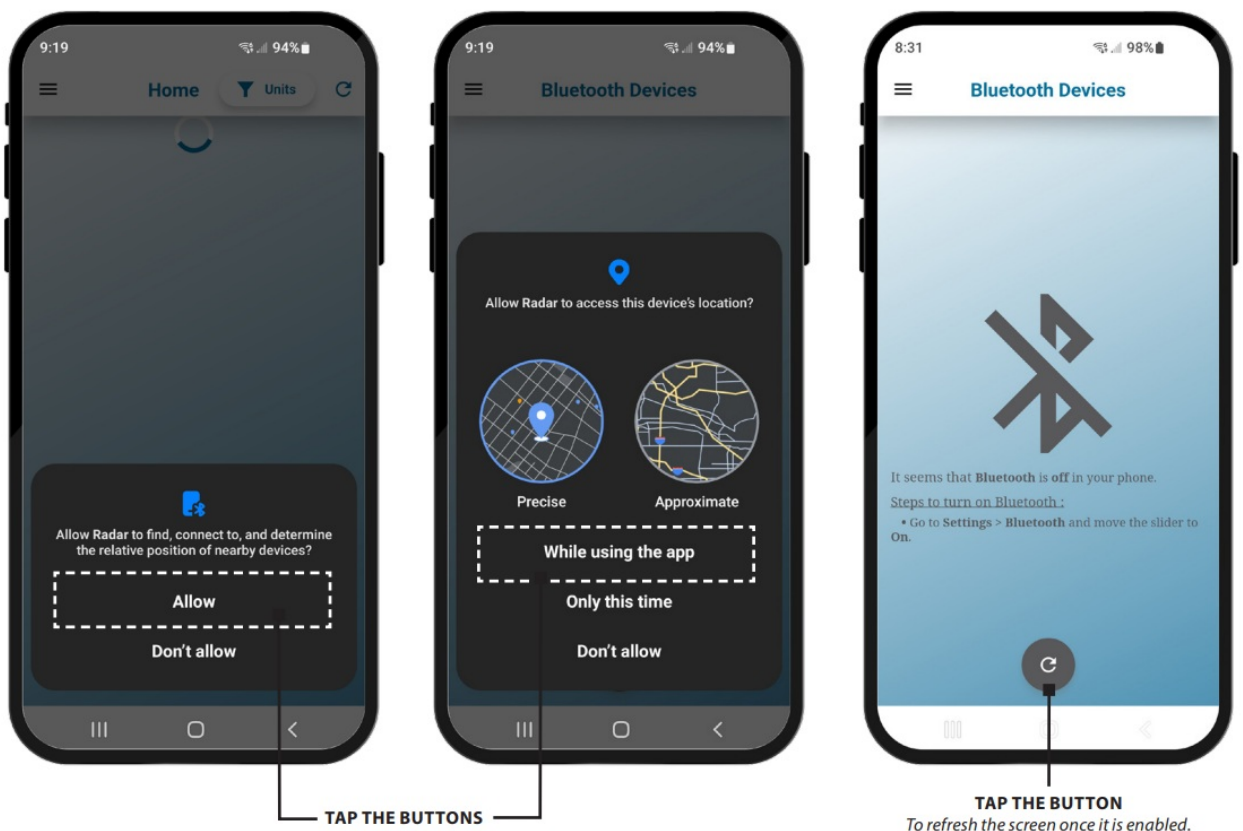 9:19
94%
Home
Units
Allow Radar to find, connect to, and determine
the relative position of nearby devices?
Allow
Don't allow
9:19
94%
Bluetooth Devices
Allow Radar to access this device's location?
Precise
Approximate
While using the app
Only this time
Don't allow
TAP THE BUTTONS
8:31
98%
Bluetooth Devices
It seems that Bluetooth is off in your phone.
Steps to turn on Bluetooth :
• Go to Settings > Bluetooth and move the slider to
On.
TAP THE BUTTON
To refresh the screen once it is enabled.